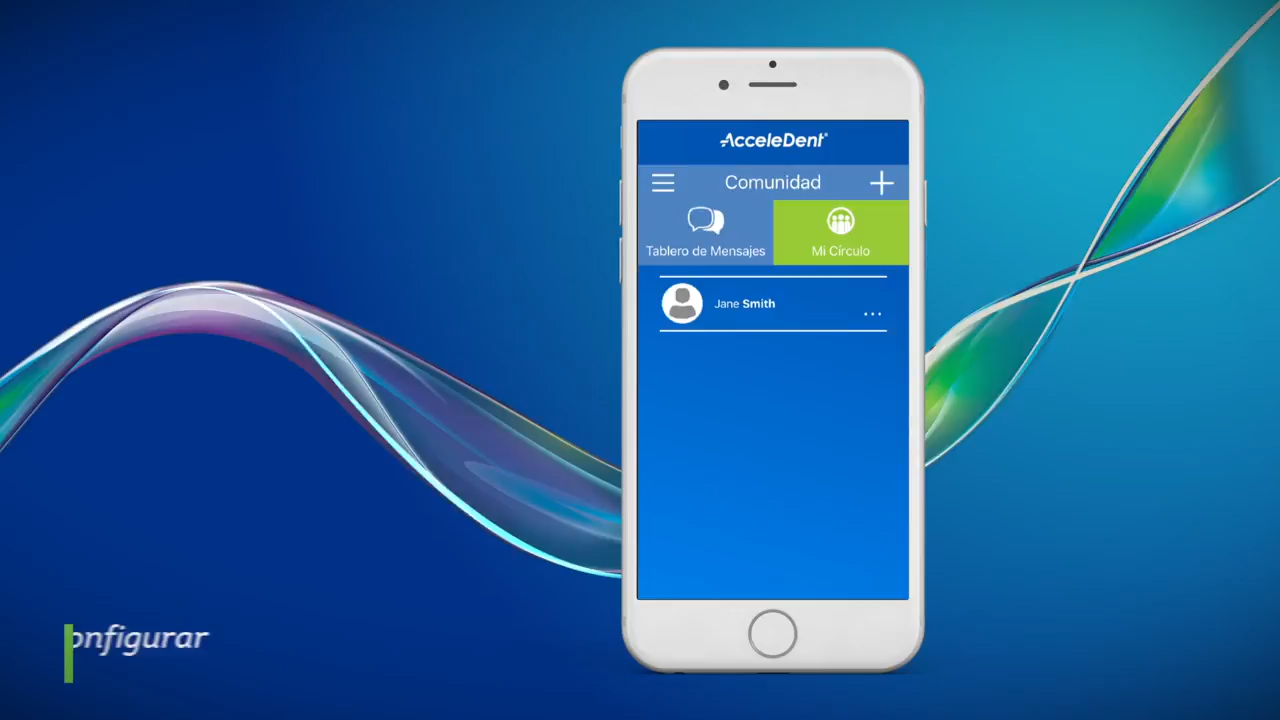 AcceleDent
Comunidad
Tablero de Mensajes
Mi Círculo
Jane Smith
...
onfigurar